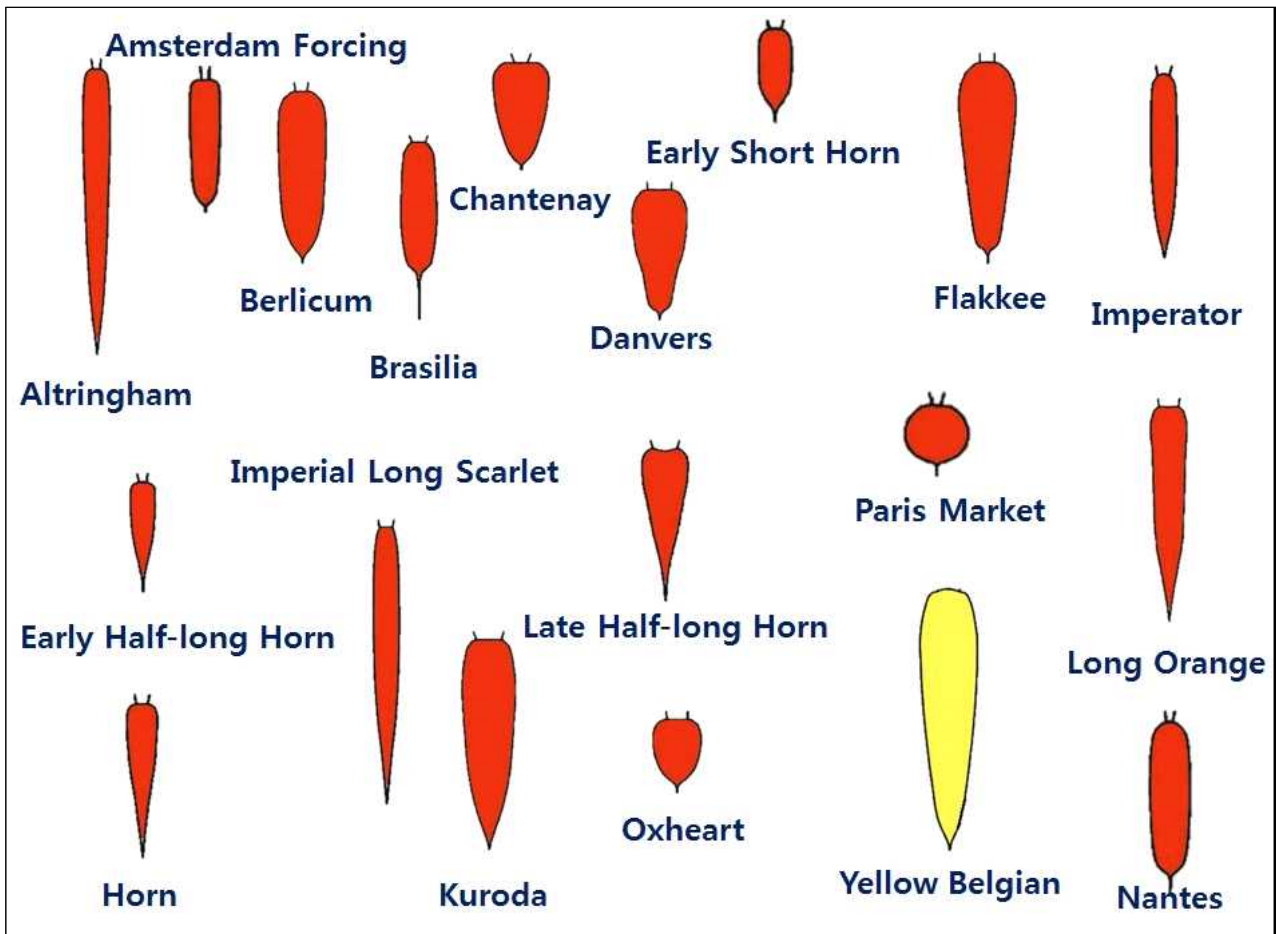 Amsterdam Forcing
Early Short Horn
Chantenay
Berlicum
Flakkee
Imperator
Danvers
Brasilia
Altringham
Imperial Long Scarlet
Paris Market
Early Half-long Horn
Late Half-long Horn
Long Orange
Oxheart
Yellow Belgian
Horn
Kuroda
Nantes